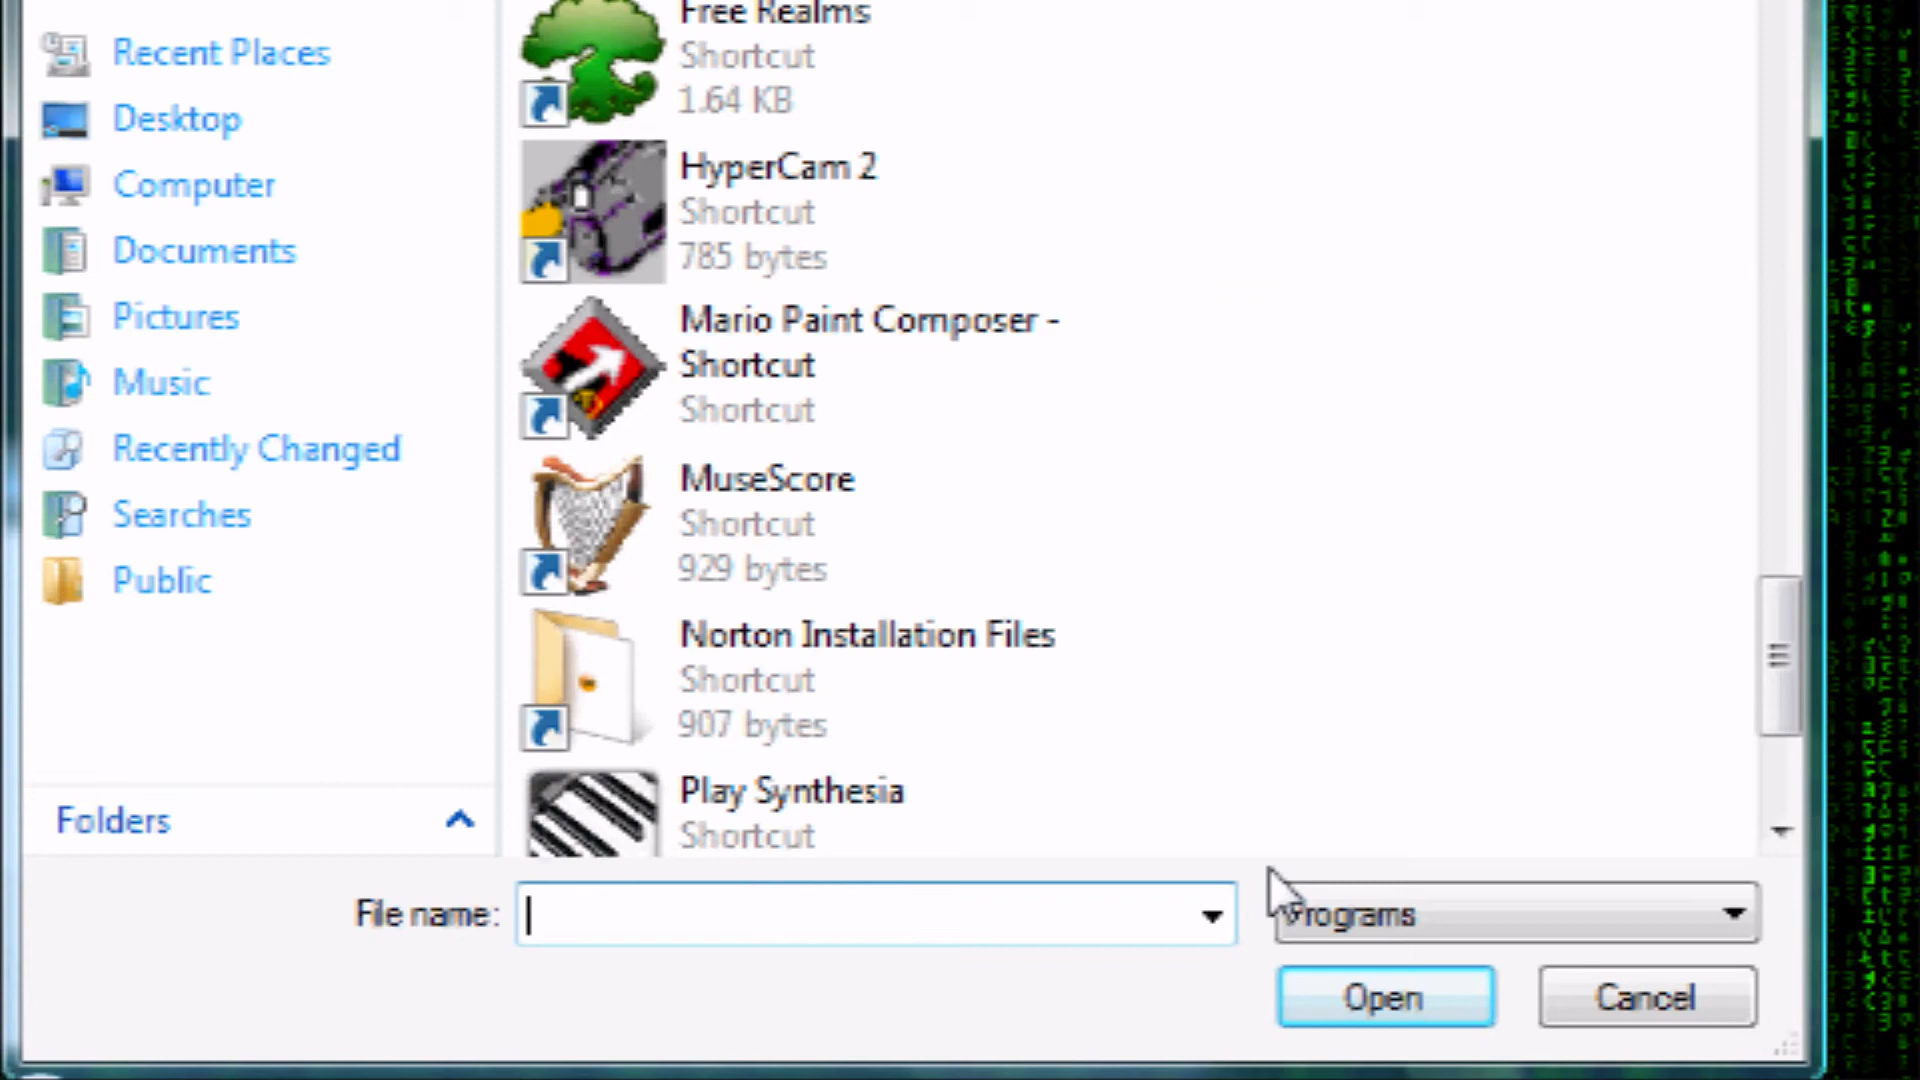 Recent Places
Desktop
Computer
Documents
Pictures
Music
Recently Changed
Searches
Public
Folders
Free Realms
Shortcut
1.64 KB
HyperCam 2
Shortcut
785 bytes
Mario Paint Composer -
Shortcut
Shortcut
MuseScore
Shortcut
929 bytes
Norton Installation Files
Shortcut
907 bytes
Play Synthesia
Shortcut
File name:
Programs
Open
Cancel